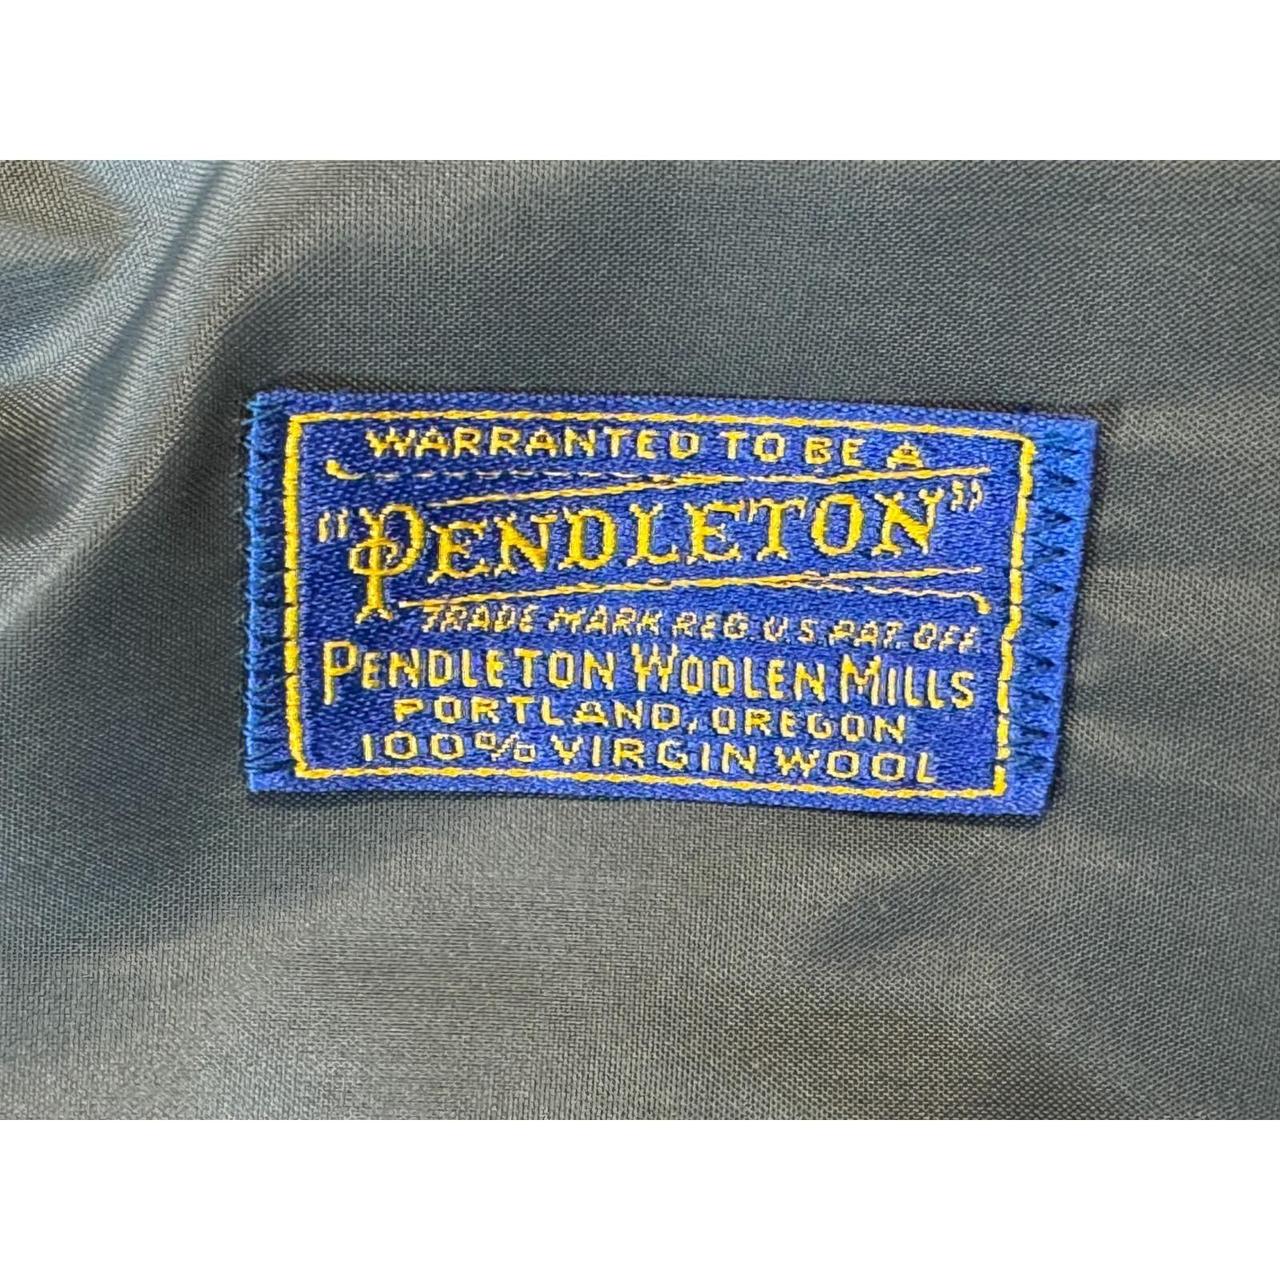 WARRANTED TO BE A
"PENDLETON"
TRADE MARK REG. U.S. PAT. OFF.
PENDLETON WOOLEN MILLS
PORTLAND, OREGON
100% VIRGIN WOOL